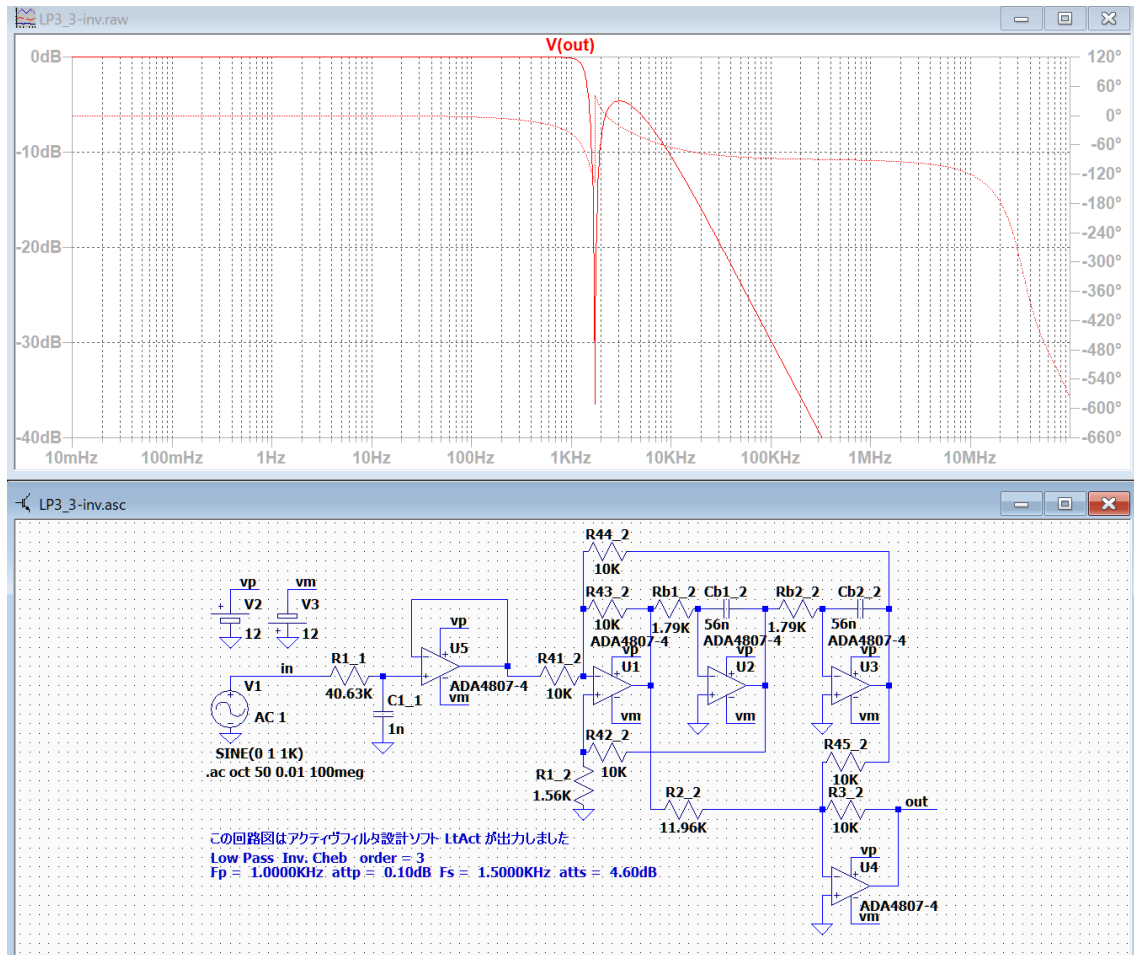 LP3_3-inv.raw
V(out)
0dB
-10dB
-20dB
-30dB
-40dB
120°
60°
0°
-60°
-120°
-180°
-240°
-300°
-360°
-420°
-480°
-540°
-600°
-660°
10mHz 100mHz 1Hz 10Hz 100Hz 1KHz 10KHz 100KHz 1MHz 10MHz
LP3_3-inv.asc
R44_2
10K
vp vm
V2 V3
12 12
R43_2 Rb1_2 Cb1_2 Rb2_2 Cb2_2
10K 1.79K 56n 1.79K 56n
ADA4807-4 ADA4807-4 ADA4807-4
vp vp vp
U1 U2 U3
vm vm vm
vp
U5
ADA4807-4
vm
in
R1_1
40.63K
R41_2
10K
V1
AC 1
C1_1
1n
SINE(0 1 1K)
.ac oct 50 0.01 100meg
R42_2
10K
R1_2
1.56K
R45_2
10K
R2_2
11.96K
R3_2
10K
out
vp
U4
ADA4807-4
vm
この回路図はアクティヴフィルタ設計ソフト LtAct が出力しました
Low Pass Inv. Cheb order = 3
Fp = 1.0000KHz attp = 0.10dB Fs = 1.5000KHz atts = 4.60dB